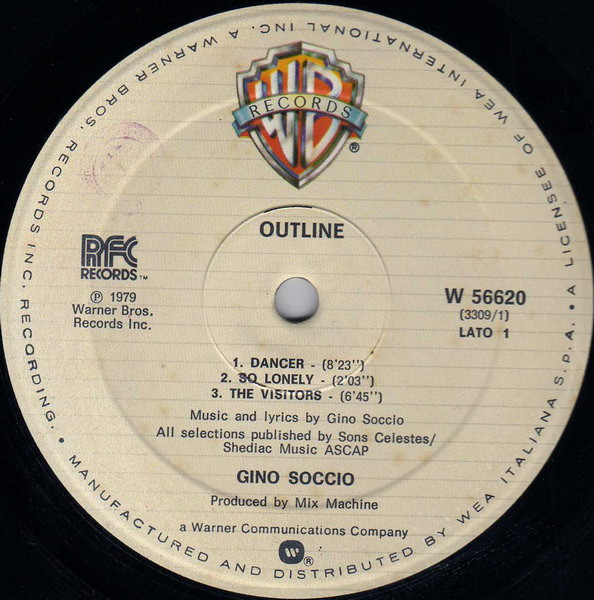 WB
RECORDS
®
OUTLINE
RFC
RECORDS™
℗ 1979
Warner Bros.
Records Inc.
W 56620
(3309/1)
LATO 1
1. DANCER - (8'23'')
2. SO LONELY - (2'03'')
3. THE VISITORS - (6'45'')
Music and lyrics by Gino Soccio
All selections published by Sons Celestes/
Shediac Music ASCAP
GINO SOCCIO
Produced by Mix Machine
a Warner Communications Company
®
• MANUFACTURED AND DISTRIBUTED BY WEA ITALIANA S.p.A. • A LICENSEE OF WEA INTERNATIONAL INC. A WARNER BROS. RECORDS INC. RECORDING.